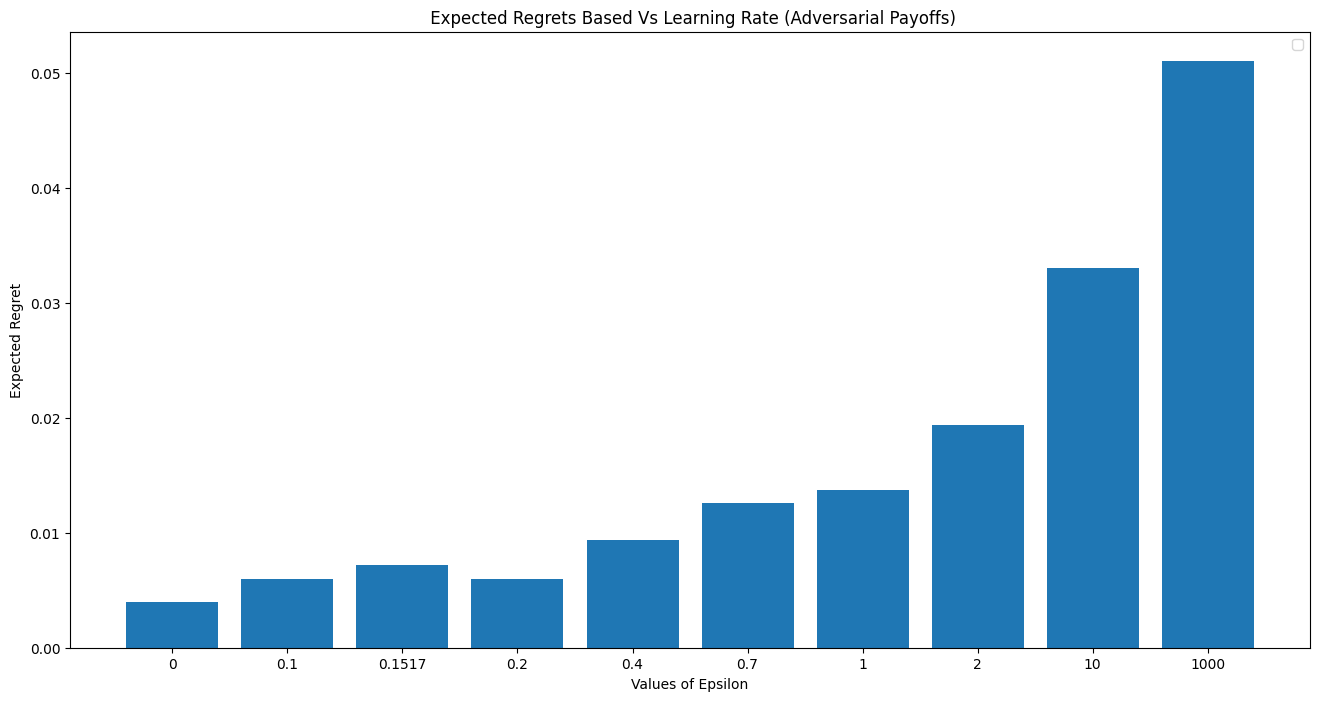 Expected Regrets Based Vs Learning Rate (Adversarial Payoffs)
0.05
0.04
0.03
0.02
0.01
0.00
Expected Regret
0 0.1 0.1517 0.2 0.4 0.7 1 2 10 1000
Values of Epsilon